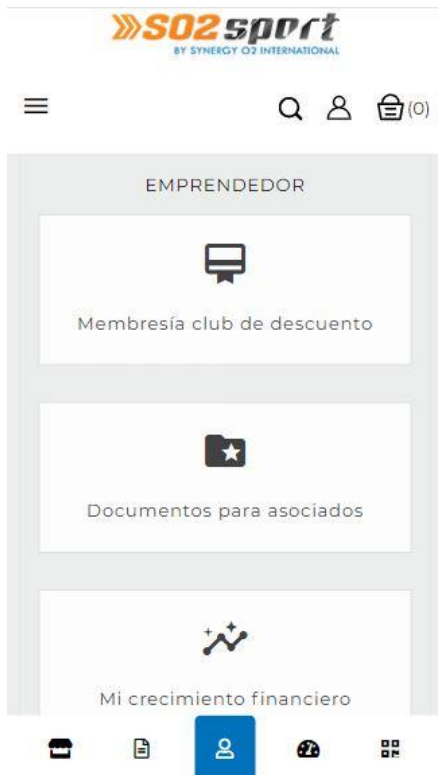 SO2 sport
BY SYNERGY O2 INTERNATIONAL
(0)
EMPRENDEDOR
Membresía club de descuento
Documentos para asociados
Mi crecimiento financiero